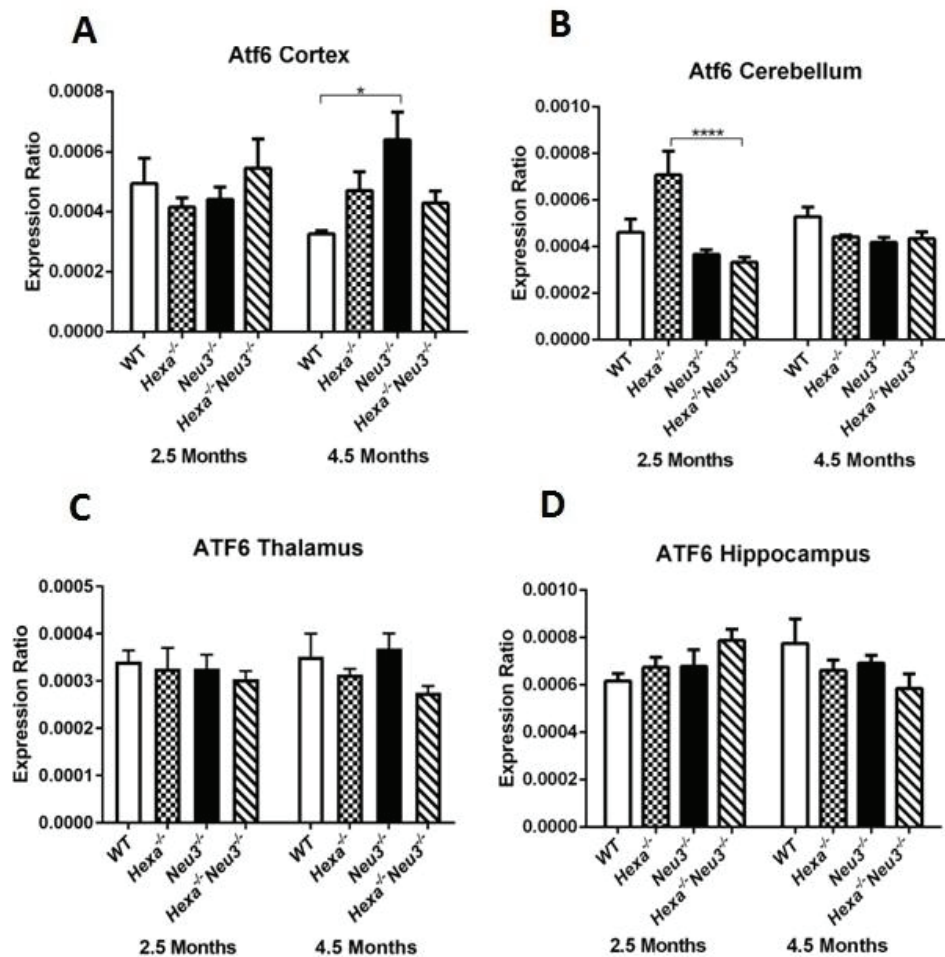 A
Atf6 Cortex
Expression Ratio
0.0008
0.0006
0.0004
0.0002
0.0000
*
WT
Hexa-/-
Neu3-/-
Hexa-/-Neu3-/-
WT
Hexa-/-
Neu3-/-
Hexa-/-Neu3-/-
2.5 Months
4.5 Months
B
Atf6 Cerebellum
Expression Ratio
0.0010
0.0008
0.0006
0.0004
0.0002
0.0000
****
WT
Hexa-/-
Neu3-/-
Hexa-/-Neu3-/-
WT
Hexa-/-
Neu3-/-
Hexa-/-Neu3-/-
2.5 Months
4.5 Months
C
ATF6 Thalamus
Expression Ratio
0.0005
0.0004
0.0003
0.0002
0.0001
0.0000
WT
Hexa-/-
Neu3-/-
Hexa-/-Neu3-/-
WT
Hexa-/-
Neu3-/-
Hexa-/-Neu3-/-
2.5 Months
4.5 Months
D
ATF6 Hippocampus
Expression Ratio
0.0010
0.0008
0.0006
0.0004
0.0002
0.0000
WT
Hexa-/-
Neu3-/-
Hexa-/-Neu3-/-
WT
Hexa-/-
Neu3-/-
Hexa-/-Neu3-/-
2.5 Months
4.5 Months